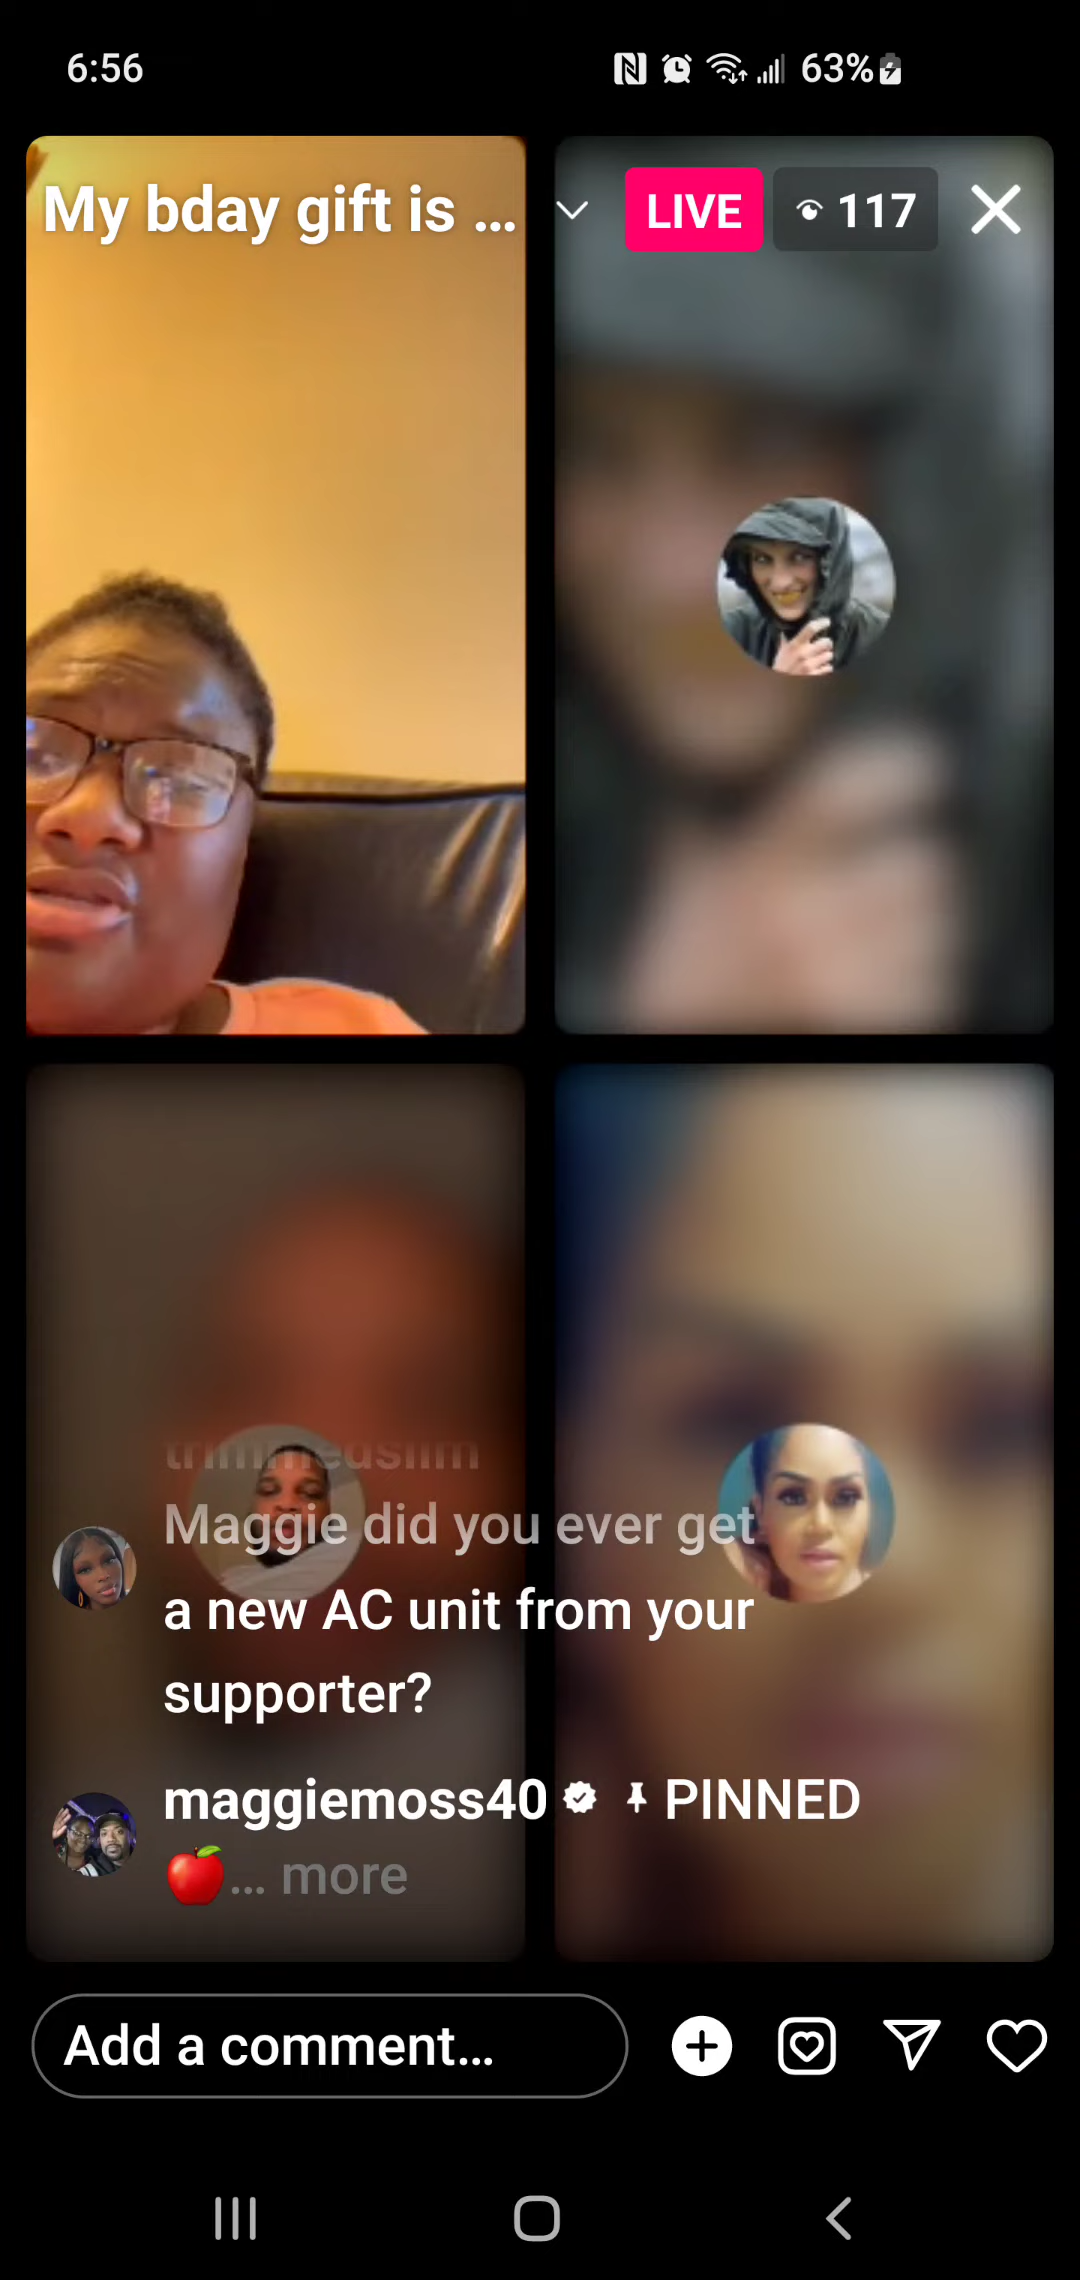 6:56
63%
My bday gift is ...
LIVE
117
trimmedslim
Maggie did you ever get
a new AC unit from your
supporter?
maggiemoss40 PINNED
🍎... more
Add a comment...